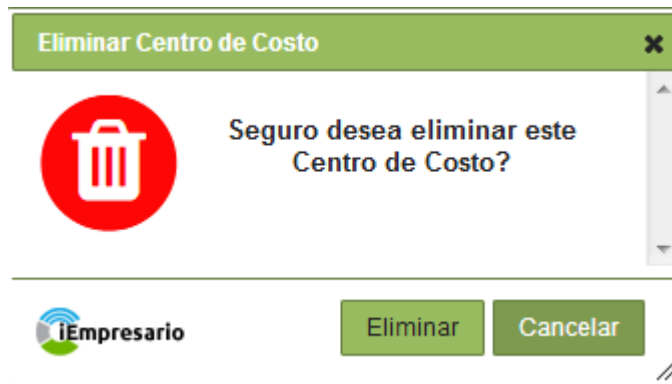 Eliminar Centro de Costo
Seguro desea eliminar este
Centro de Costo?
iEmpresario
Eliminar
Cancelar